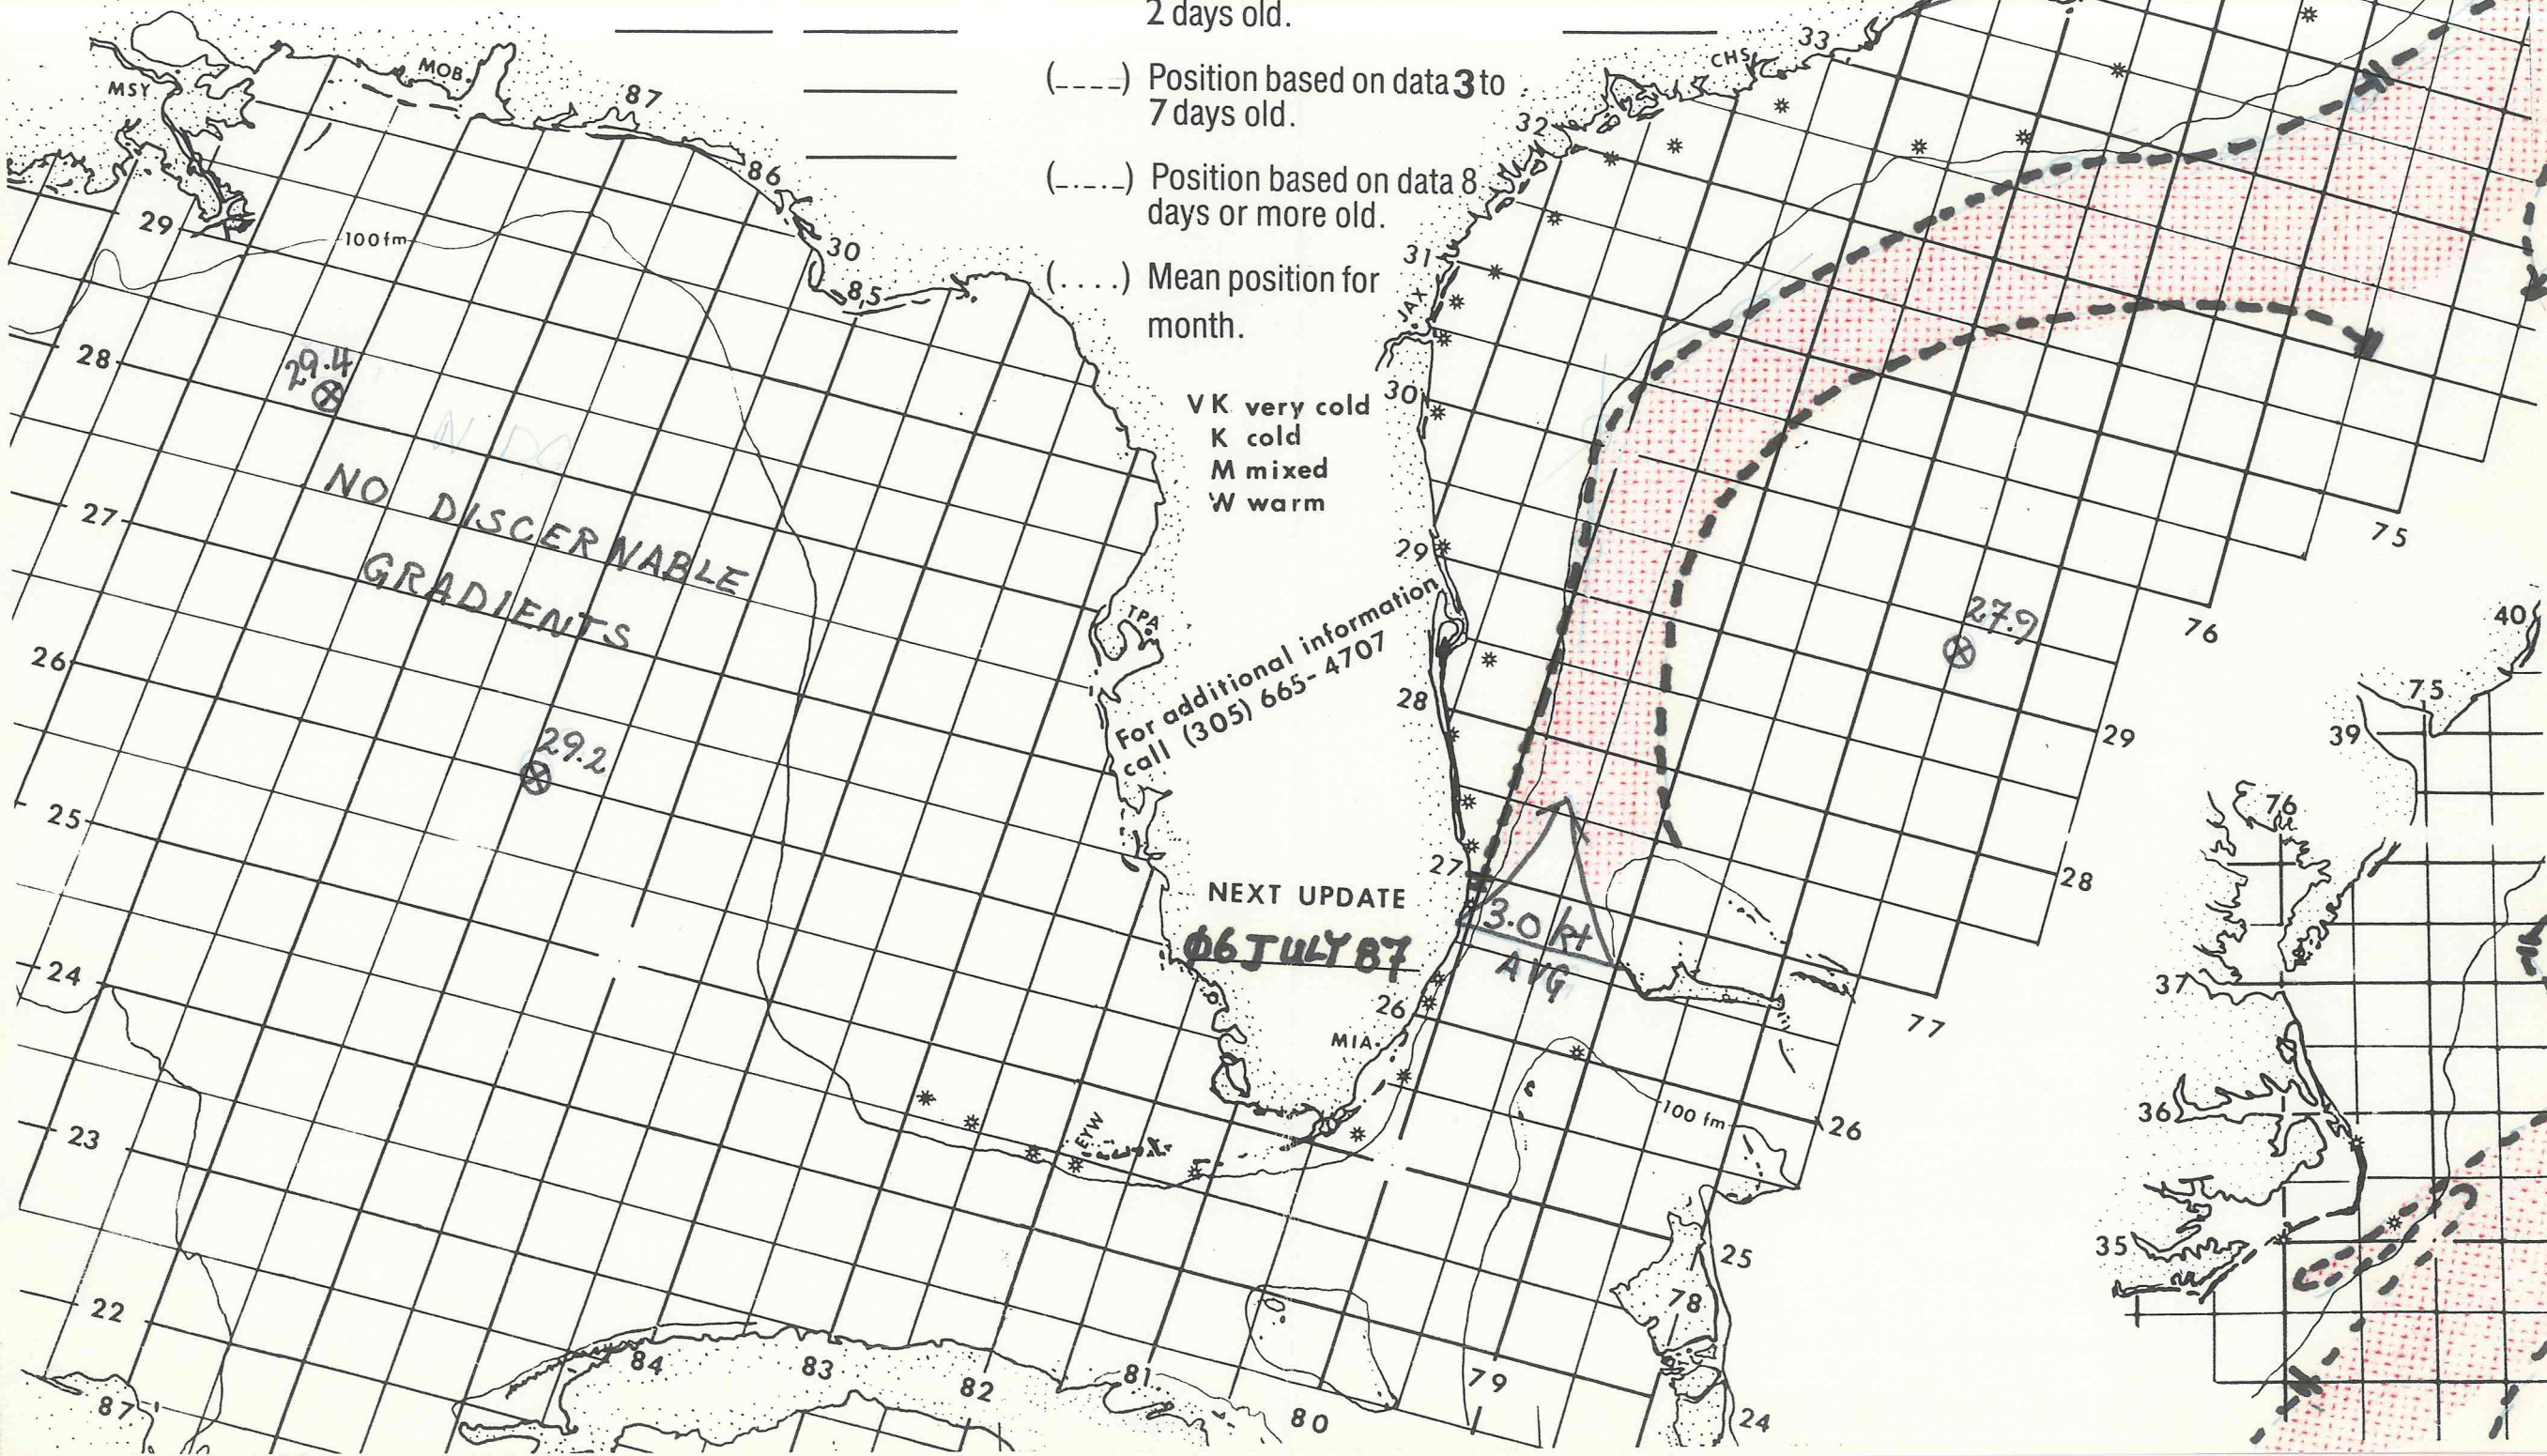 2 days old.
(----) Position based on data 3 to
7 days old.
(-.-.-) Position based on data 8
days or more old.
(....) Mean position for
month.
VK very cold
K cold
M mixed
W warm
For additional information
call (305) 665-4707
NEXT UPDATE
06 JULY 87
MSY
MOB.
87
86
30
85
29
100 fm
28
29.4
NO DISCERNABLE
GRADIENTS
27
26
29.2
25
24
23
22
87
84
83
82
81
80
79
78
TPA
EYW
MIA.
JAX
CHS
33
32
31
30
29
28
27
26
3.0 kt
AVG
100 fm
27.9
75
76
29
28
77
26
25
24
40
75
39
76
37
36
35